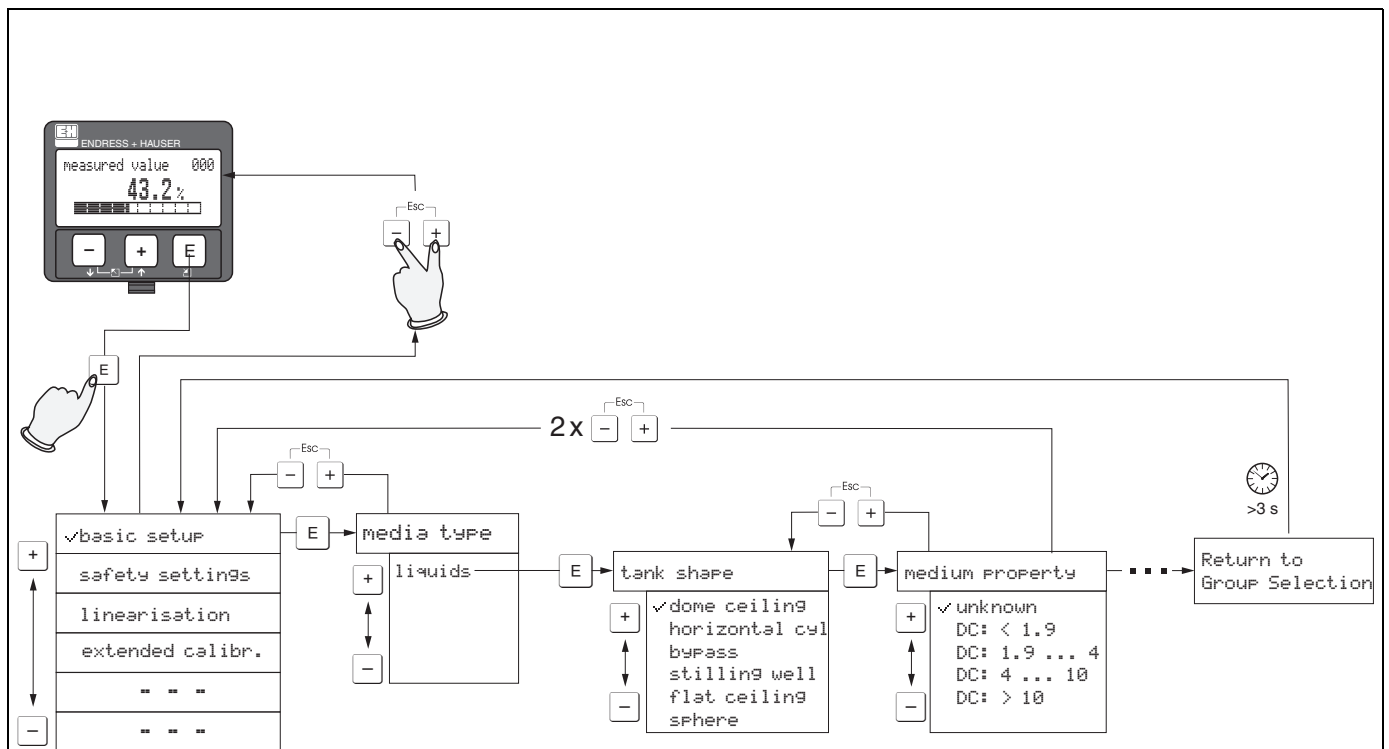 EH
ENDRESS + HAUSER
measured value 000
43.2 %
- + E
Esc
- +
E
2 x - +
Esc
Esc
- +
Esc
- +
>3 s
✓basic setup
safety settings
linearisation
extended calibr.
- - -
- - -
+
-
E
media type
liquids
+
-
E
tank shape
✓dome ceiling
horizontal cyl
bypass
stilling well
flat ceiling
sphere
+
-
E
medium property
✓unknown
DC: < 1.9
DC: 1.9 ... 4
DC: 4 ... 10
DC: > 10
+
-
Return to
Group Selection